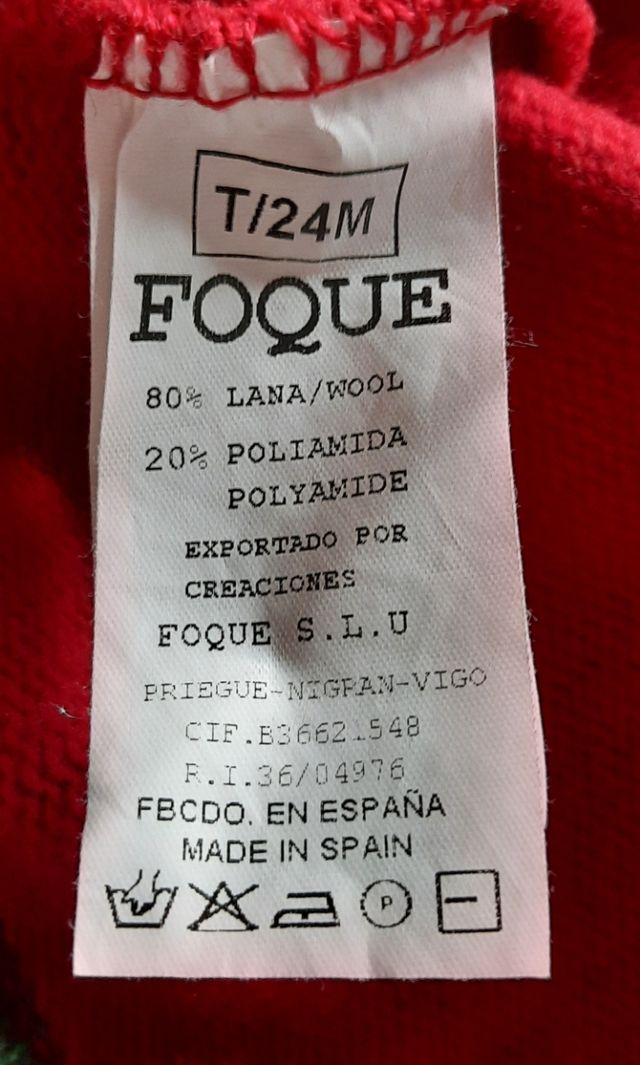 T/24M
FOQUE
80% LANA/WOOL
20% POLIAMIDA
POLYAMIDE
EXPORTADO POR
CREACIONES
FOQUE S.L.U
PRIEGUE-NIGRAN-VIGO
CIF.B36621548
R.I.36/04976
FBCDO. EN ESPAÑA
MADE IN SPAIN
P